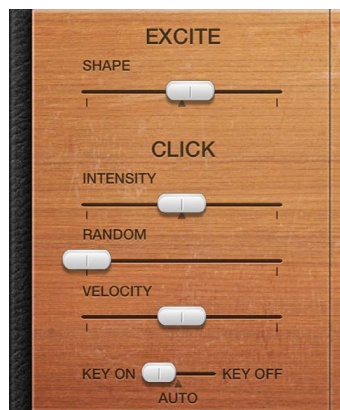 EXCITE
SHAPE
CLICK
INTENSITY
RANDOM
VELOCITY
KEY ON KEY OFF
AUTO